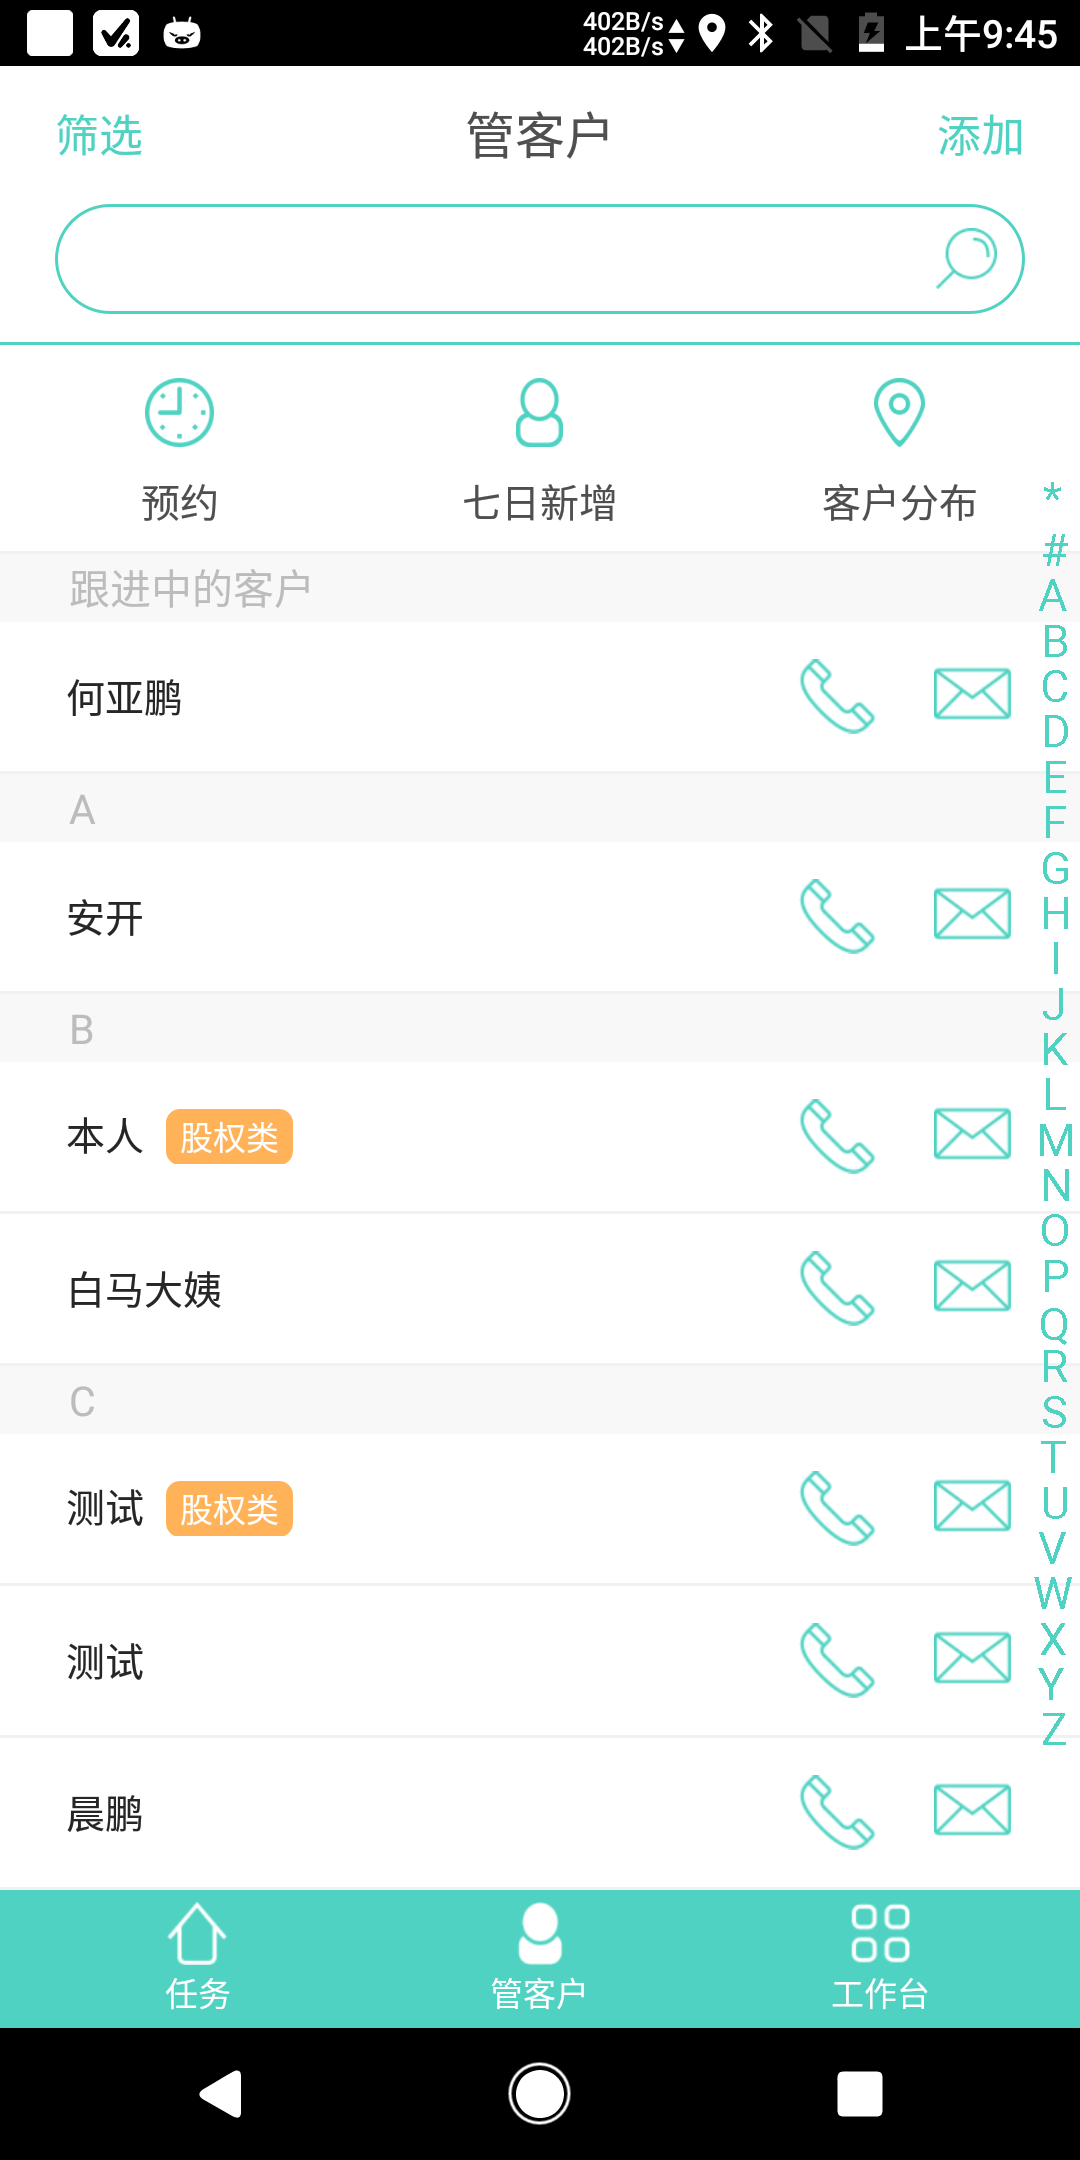 402B/s
402B/s
上午9:45
筛选 管客户 添加
预约 七日新增 客户分布
跟进中的客户
何亚鹏
A
安开
B
本人 股权类
白马大姨
C
测试 股权类
测试
晨鹏
*
#
A
B
C
D
E
F
G
H
I
J
K
L
M
N
O
P
Q
R
S
T
U
V
W
X
Y
Z
任务 管客户 工作台